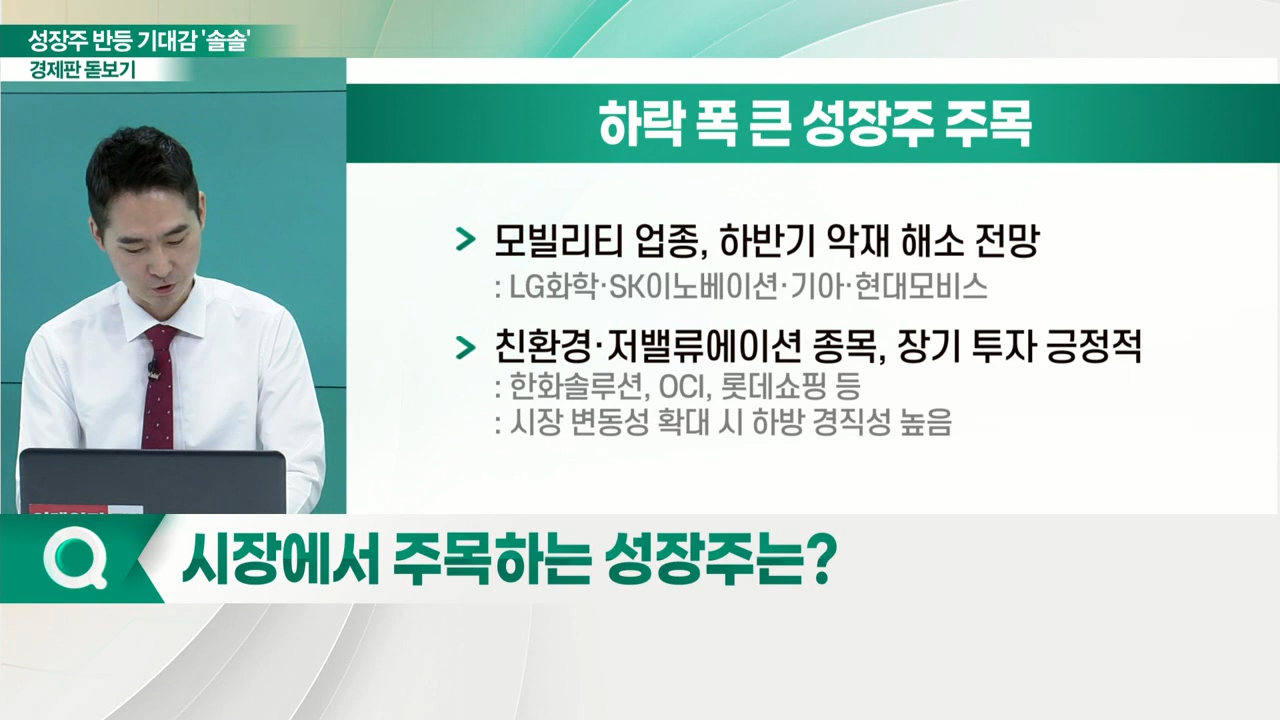 성장주 반등 기대감 '솔솔'
경제판 돋보기
하락 폭 큰 성장주 주목
모빌리티 업종, 하반기 악재 해소 전망
: LG화학·SK이노베이션·기아·현대모비스
친환경·저밸류에이션 종목, 장기 투자 긍정적
: 한화솔루션, OCI, 롯데쇼핑 등
: 시장 변동성 확대 시 하방 경직성 높음
Q 시장에서 주목하는 성장주는?